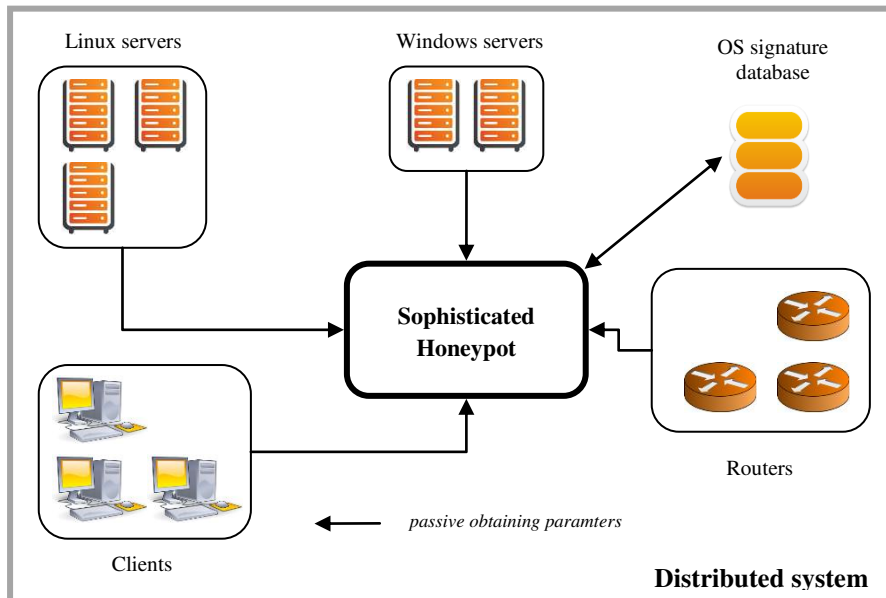 Linux servers
Windows servers
OS signature
database
Sophisticated
Honeypot
Routers
passive obtaining paramters
Clients
Distributed system